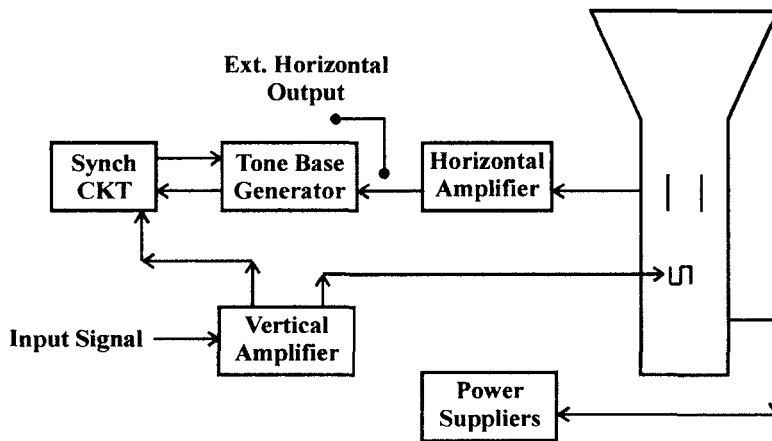 Ext. Horizontal
Output
Synch
CKT
Tone Base
Generator
Horizontal
Amplifier
Input Signal
Vertical
Amplifier
Power
Suppliers